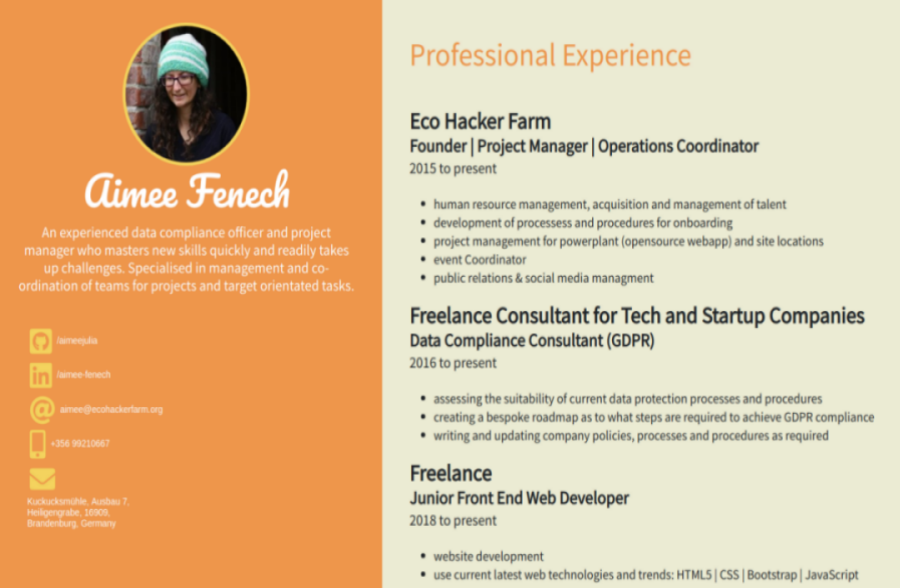 Aimee Fenech
An experienced data compliance officer and project
manager who masters new skills quickly and readily takes
up challenges. Specialised in management and co-
ordination of teams for projects and target orientated tasks.
/aimeejulia
/aimee-fenech
aimee@ecohackerfarm.org
+356 99210667
Kuckucksmühle, Ausbau 7,
Heiligengrabe, 16909,
Brandenburg, Germany
Professional Experience
Eco Hacker Farm
Founder | Project Manager | Operations Coordinator
2015 to present
• human resource management, acquisition and management of talent
• development of processess and procedures for onboarding
• project management for powerplant (opensource webapp) and site locations
• event Coordinator
• public relations & social media managment
Freelance Consultant for Tech and Startup Companies
Data Compliance Consultant (GDPR)
2016 to present
• assessing the suitability of current data protection processes and procedures
• creating a bespoke roadmap as to what steps are required to achieve GDPR compliance
• writing and updating company policies, processes and procedures as required
Freelance
Junior Front End Web Developer
2018 to present
• website development
• use current latest web technologies and trends: HTML5 | CSS | Bootstrap | JavaScript